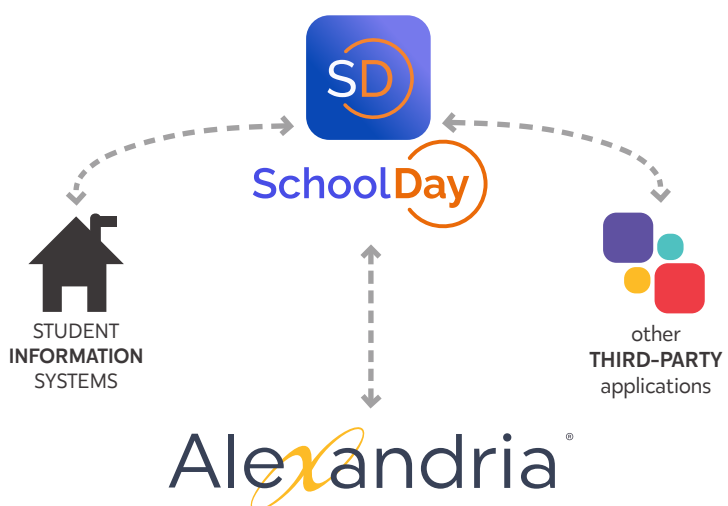 SD
SchoolDay
STUDENT
INFORMATION
SYSTEMS
other
THIRD-PARTY
applications
Alexandria®